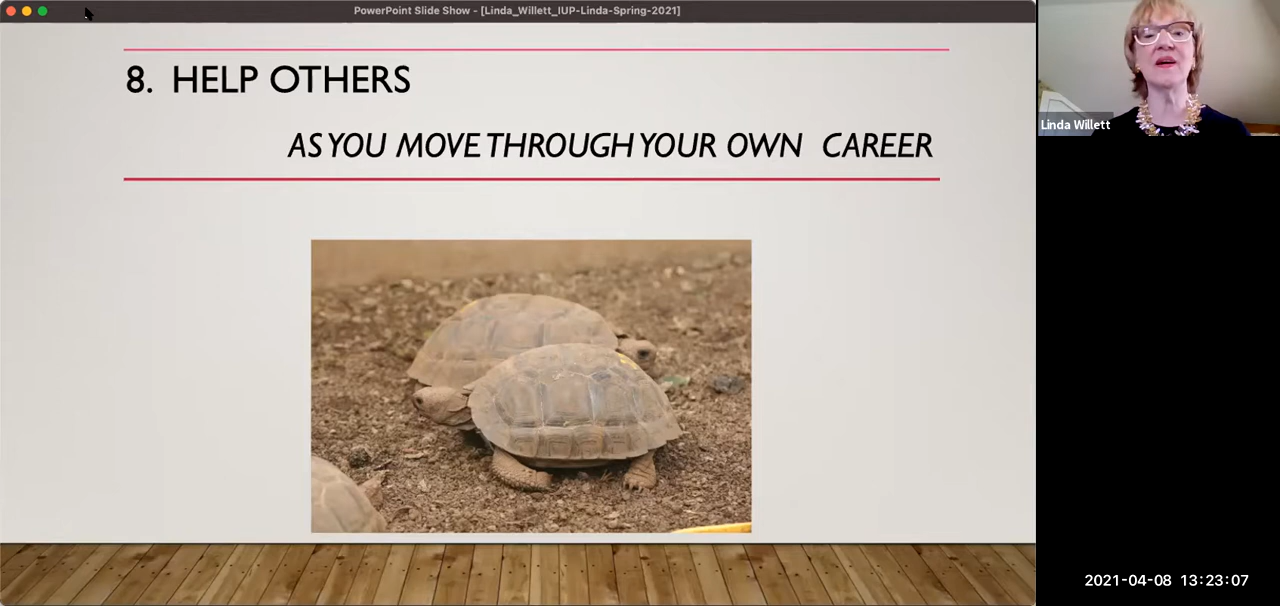 PowerPoint Slide Show - [Linda_Willett_IUP-Linda-Spring-2021]
8. HELP OTHERS
AS YOU MOVE THROUGH YOUR OWN CAREER
Linda Willett
2021-04-08 13:23:07